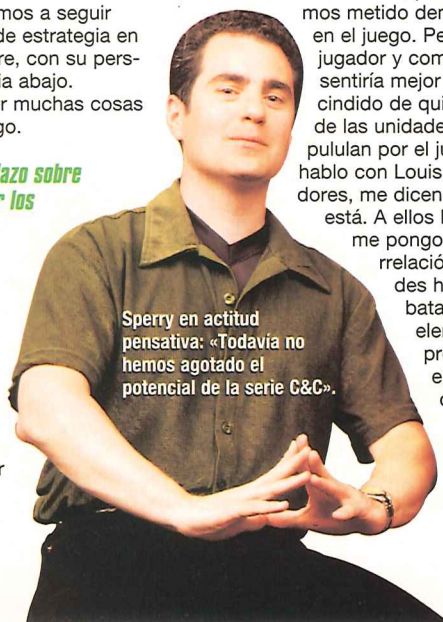 mos a seguir
de estrategia en
re, con su pers-
ia abajo.
r muchas cosas
go.
lazo sobre
r los
r
mos metido
en el juego. Pe
jugador y com
sentiría mejor
cindido de qui
de las unidade
pululan por el ju
hablo con Louis
dores, me dicen
está. A ellos l
me pongo
rrelació
des h
bata
eler
pr
e
Sperry en actitud
pensativa: «Todavía no
hemos agotado el
potencial de la serie C&C».